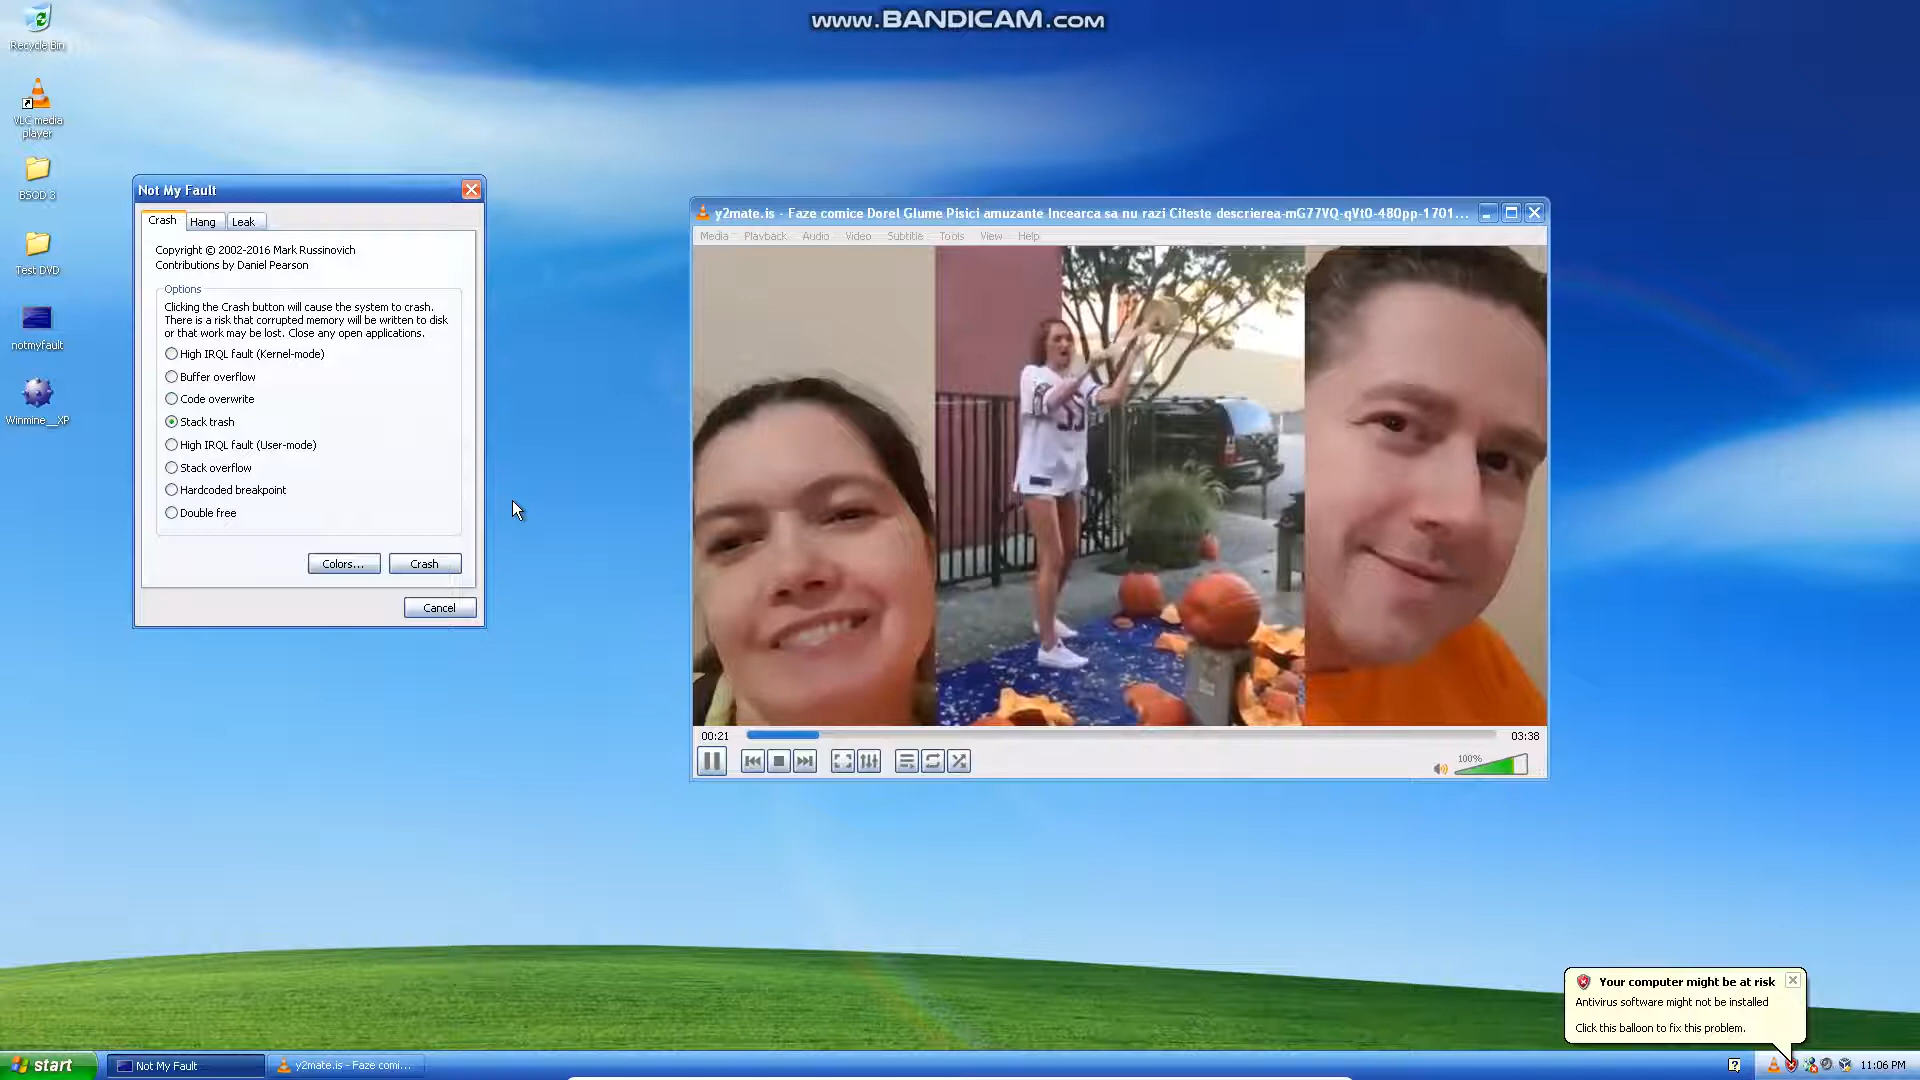 www.BANDICAM.com
Recycle Bin
VLC media
player
BSOD 3
Test DVD
notmyfault
Winmine__XP
Not My Fault
Crash Hang Leak
Copyright © 2002-2016 Mark Russinovich
Contributions by Daniel Pearson
Options
Clicking the Crash button will cause the system to crash.
There is a risk that corrupted memory will be written to disk
or that work may be lost. Close any open applications.
High IRQL fault (Kernel-mode)
Buffer overflow
Code overwrite
Stack trash
High IRQL fault (User-mode)
Stack overflow
Hardcoded breakpoint
Double free
Colors... Crash
Cancel
y2mate.is - Faze comice Dorel Glume Pisici amuzante Incearca sa nu razi Citeste descrierea-mG77VQ-qVt0-480pp-1701...
Media Playback Audio Video Subtitle Tools View Help
00:21 03:38
100%
Your computer might be at risk
Antivirus software might not be installed
Click this balloon to fix this problem.
start Not My Fault y2mate.is - Faze comi... 11:06 PM